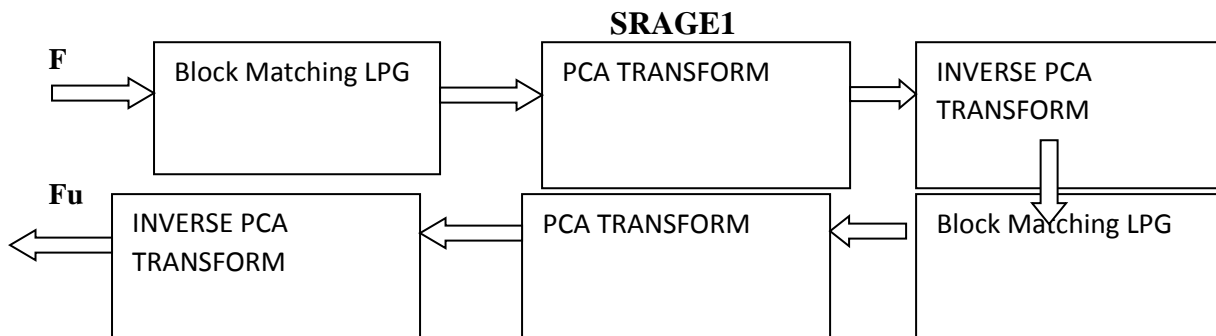 SRAGE1
F
Block Matching LPG
PCA TRANSFORM
INVERSE PCA
TRANSFORM
Fu
INVERSE PCA
TRANSFORM
PCA TRANSFORM
Block Matching LPG